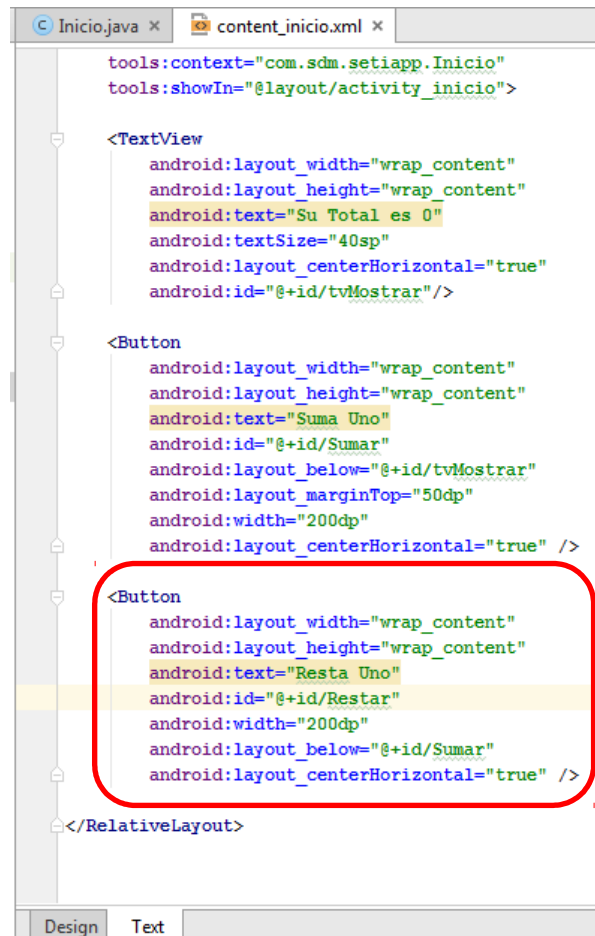 Inicio.java × content_inicio.xml ×
tools:context="com.sdm.setiapp.Inicio"
tools:showIn="@layout/activity_inicio">
<TextView
android:layout_width="wrap_content"
android:layout_height="wrap_content"
android:text="Su Total es 0"
android:textSize="40sp"
android:layout_centerHorizontal="true"
android:id="@+id/tvMostrar"/>
<Button
android:layout_width="wrap_content"
android:layout_height="wrap_content"
android:text="Suma Uno"
android:id="@+id/Sumar"
android:layout_below="@+id/tvMostrar"
android:layout_marginTop="50dp"
android:width="200dp"
android:layout_centerHorizontal="true" />
<Button
android:layout_width="wrap_content"
android:layout_height="wrap_content"
android:text="Resta Uno"
android:id="@+id/Restar"
android:width="200dp"
android:layout_below="@+id/Sumar"
android:layout_centerHorizontal="true" />
</RelativeLayout>
Design Text